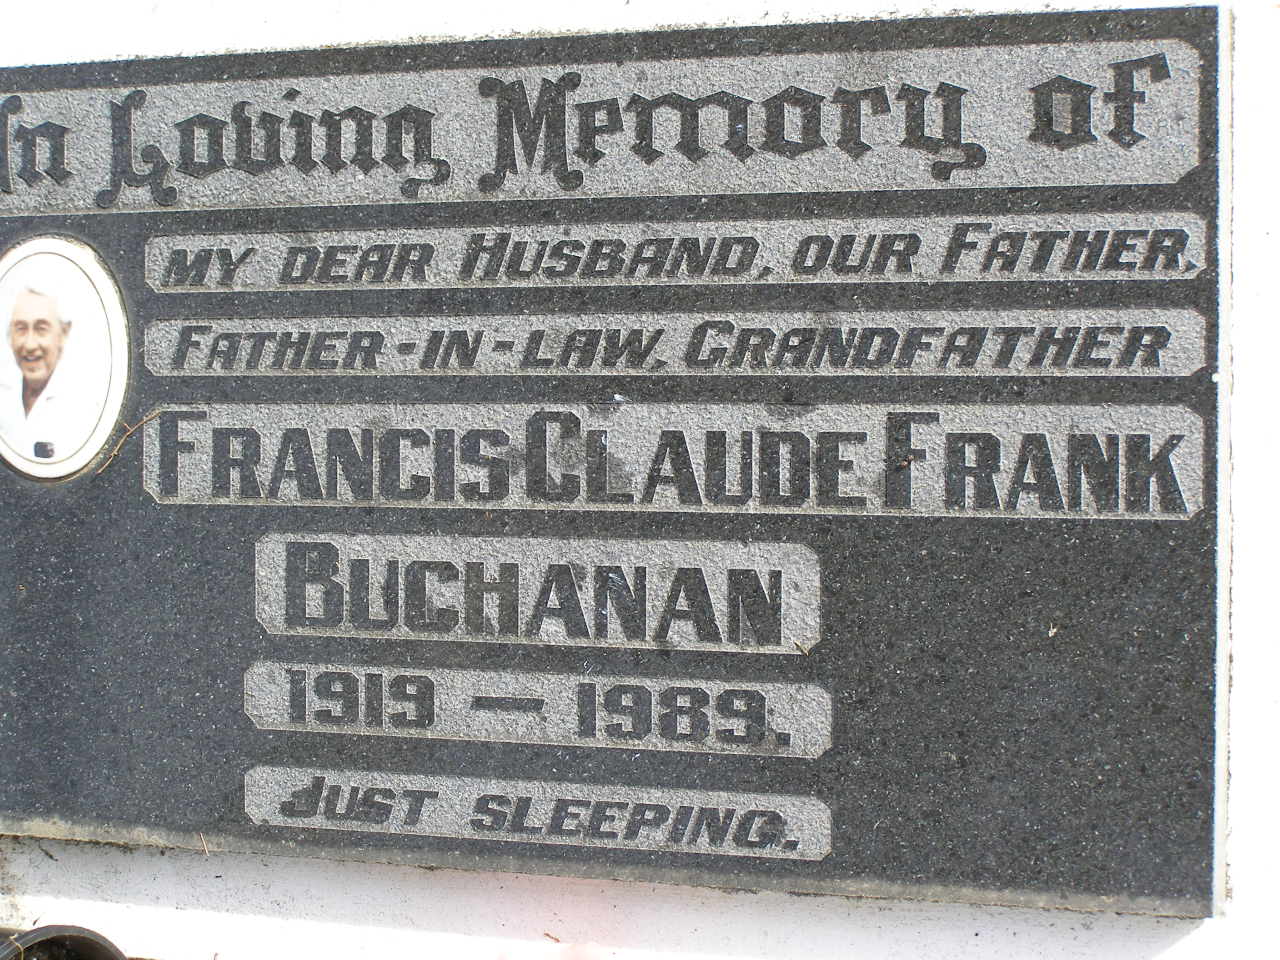 In Loving Memory of
MY DEAR HUSBAND, OUR FATHER,
FATHER-IN-LAW, GRANDFATHER
FRANCIS CLAUDE FRANK
BUCHANAN
1919 — 1989.
JUST SLEEPING.